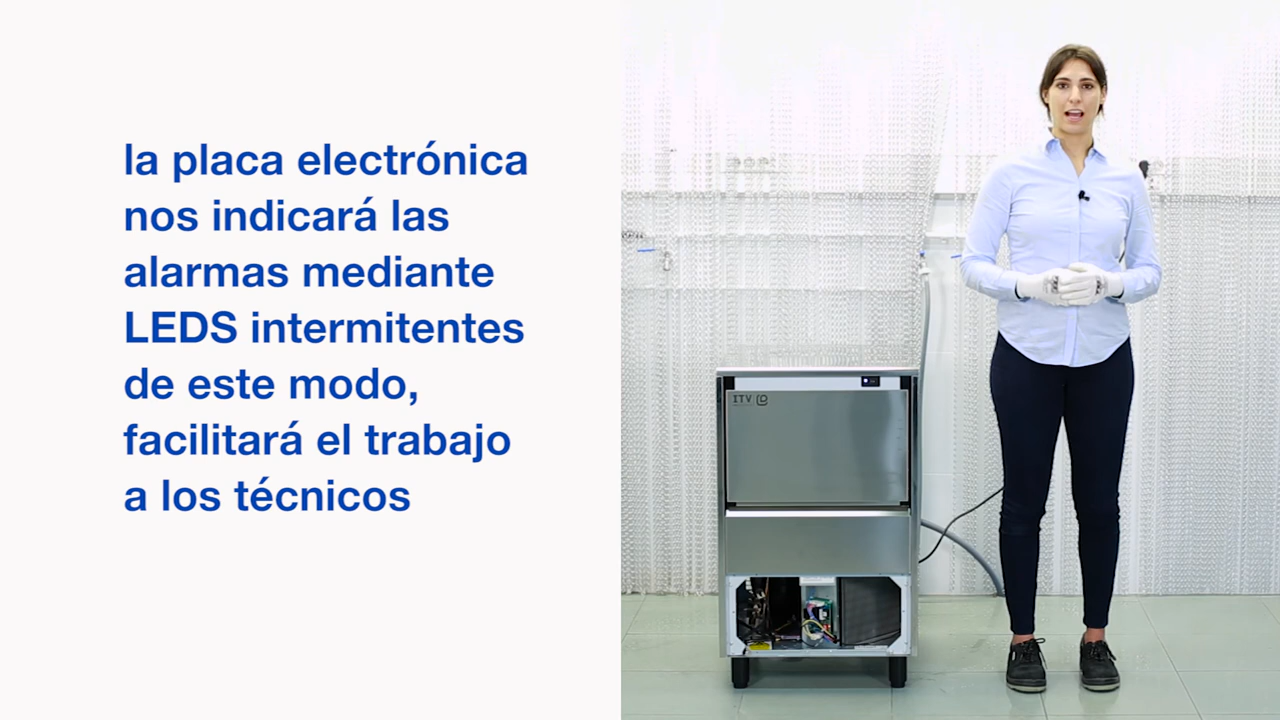 la placa electrónica
nos indicará las
alarmas mediante
LEDS intermitentes
de este modo,
facilitará el trabajo
a los técnicos
ITV